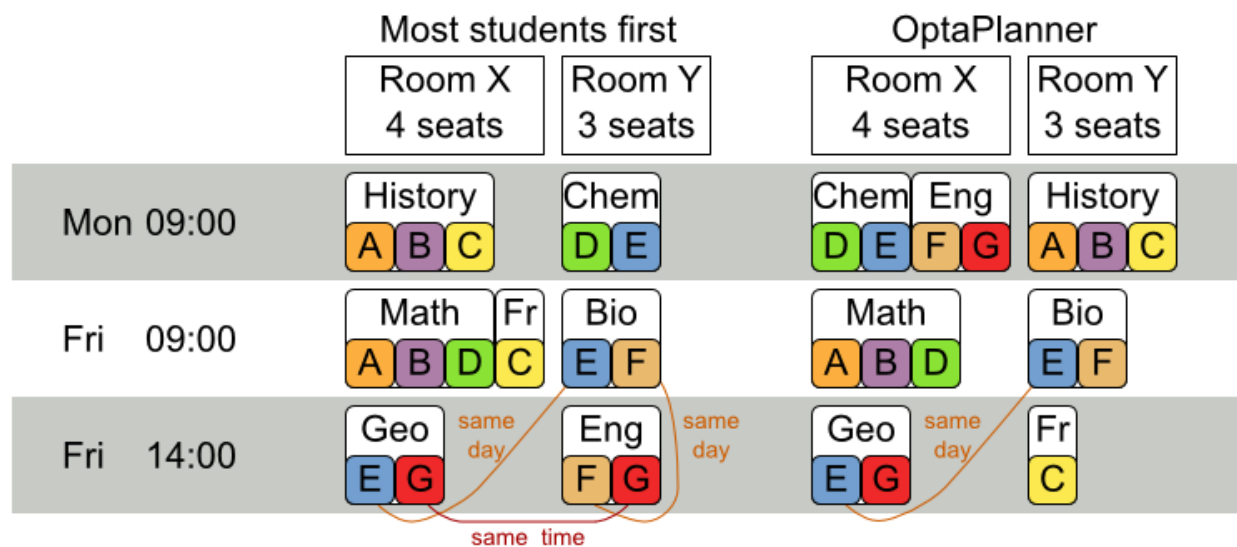 Most students first OptaPlanner
Room X Room Y Room X Room Y
4 seats 3 seats 4 seats 3 seats
History Chem Chem Eng History
Mon 09:00
A B C D E D E F G A B C
Math Fr Bio Math Bio
Fri 09:00
A B D C E F A B D E F
Geo same Eng same Geo same Fr
day day day
Fri 14:00
E G F G E G C
same time